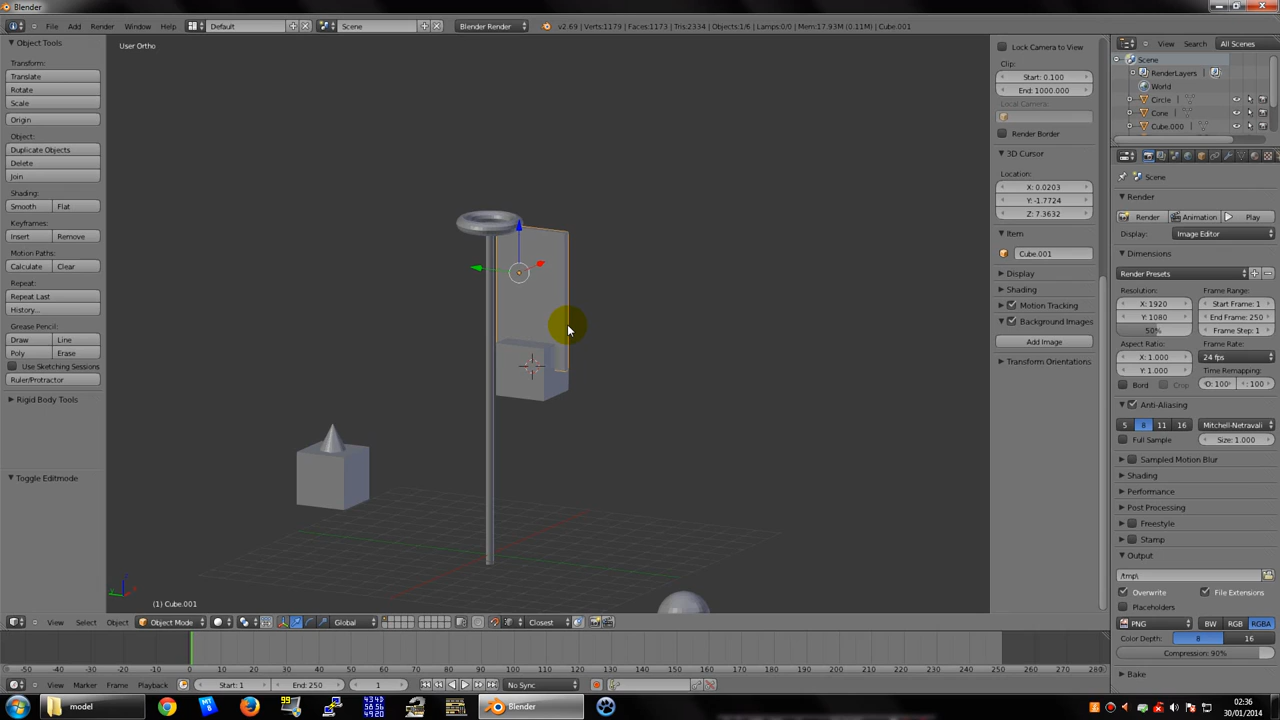 Blender
File Add Render Window Help Default Scene Blender Render v2.69 | Verts:1179 | Faces:1173 | Tris:2334 | Objects:1/6 | Lamps:0/0 | Mem:17.93M (0.11M) | Cube.001
View Search All Scenes
Object Tools
Transform:
Translate
Rotate
Scale
Origin
Object:
Duplicate Objects
Delete
Join
Shading:
Smooth Flat
Keyframes:
Insert Remove
Motion Paths:
Calculate Clear
Repeat:
Repeat Last
History...
Grease Pencil:
Draw Line
Poly Erase
Use Sketching Sessions
Ruler/Protractor
Rigid Body Tools
Toggle Editmode
User Ortho
(1) Cube.001
Lock Camera to View
Clip:
Start: 0.100
End: 1000.000
Local Camera:
Render Border
3D Cursor
Location:
X: 0.0203
Y: -1.7724
Z: 7.3632
Item
Cube.001
Display
Shading
Motion Tracking
Background Images
Add Image
Transform Orientations
Scene
RenderLayers
World
Circle
Cone
Cube.000
Scene
Render
Render Animation Play
Display: Image Editor
Dimensions
Render Presets
Resolution: Frame Range:
X: 1920 Start Frame: 1
Y: 1080 End Frame: 250
50% Frame Step: 1
Aspect Ratio: Frame Rate:
X: 1.000 24 fps
Y: 1.000 Time Remapping:
Bord Crop O: 100 : 100
Anti-Aliasing
5 8 11 16 Mitchell-Netravali
Full Sample Size: 1.000
Sampled Motion Blur
Shading
Performance
Post Processing
Freestyle
Stamp
Output
/tmp\
Overwrite File Extensions
Placeholders
PNG BW RGB RGBA
Color Depth: 8 16
Compression: 90%
Bake
View Select Object Object Mode Global Closest
-50 -40 -30 -20 -10 0 10 20 30 40 50 60 70 80 90 100 110 120 130 140 150 160 170 180 190 200 210 220 230 240 250 260 270 280
View Marker Frame Playback Start: 1 End: 250 1 No Sync
model Blender 02:36
30/01/2014